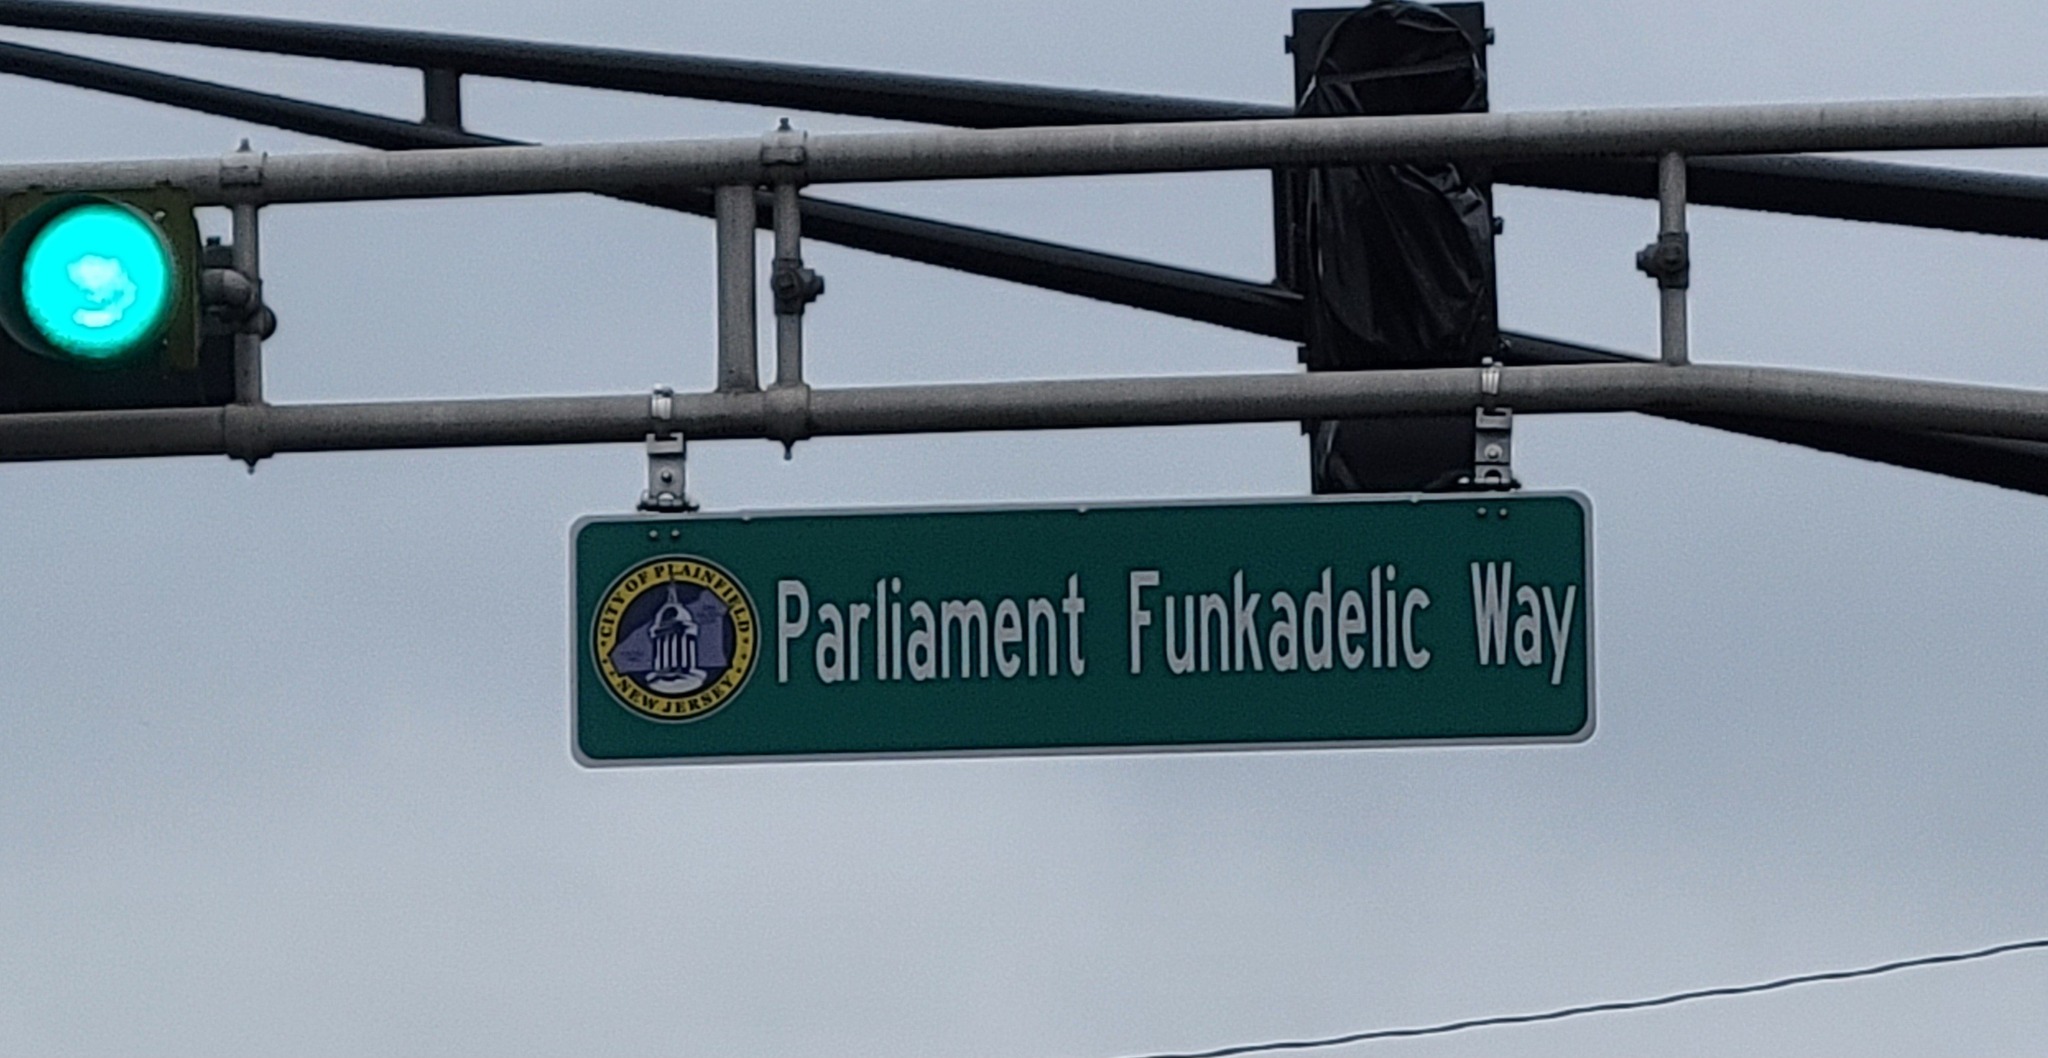 CITY OF PLAINFIELD
NEW JERSEY
Parliament Funkadelic Way